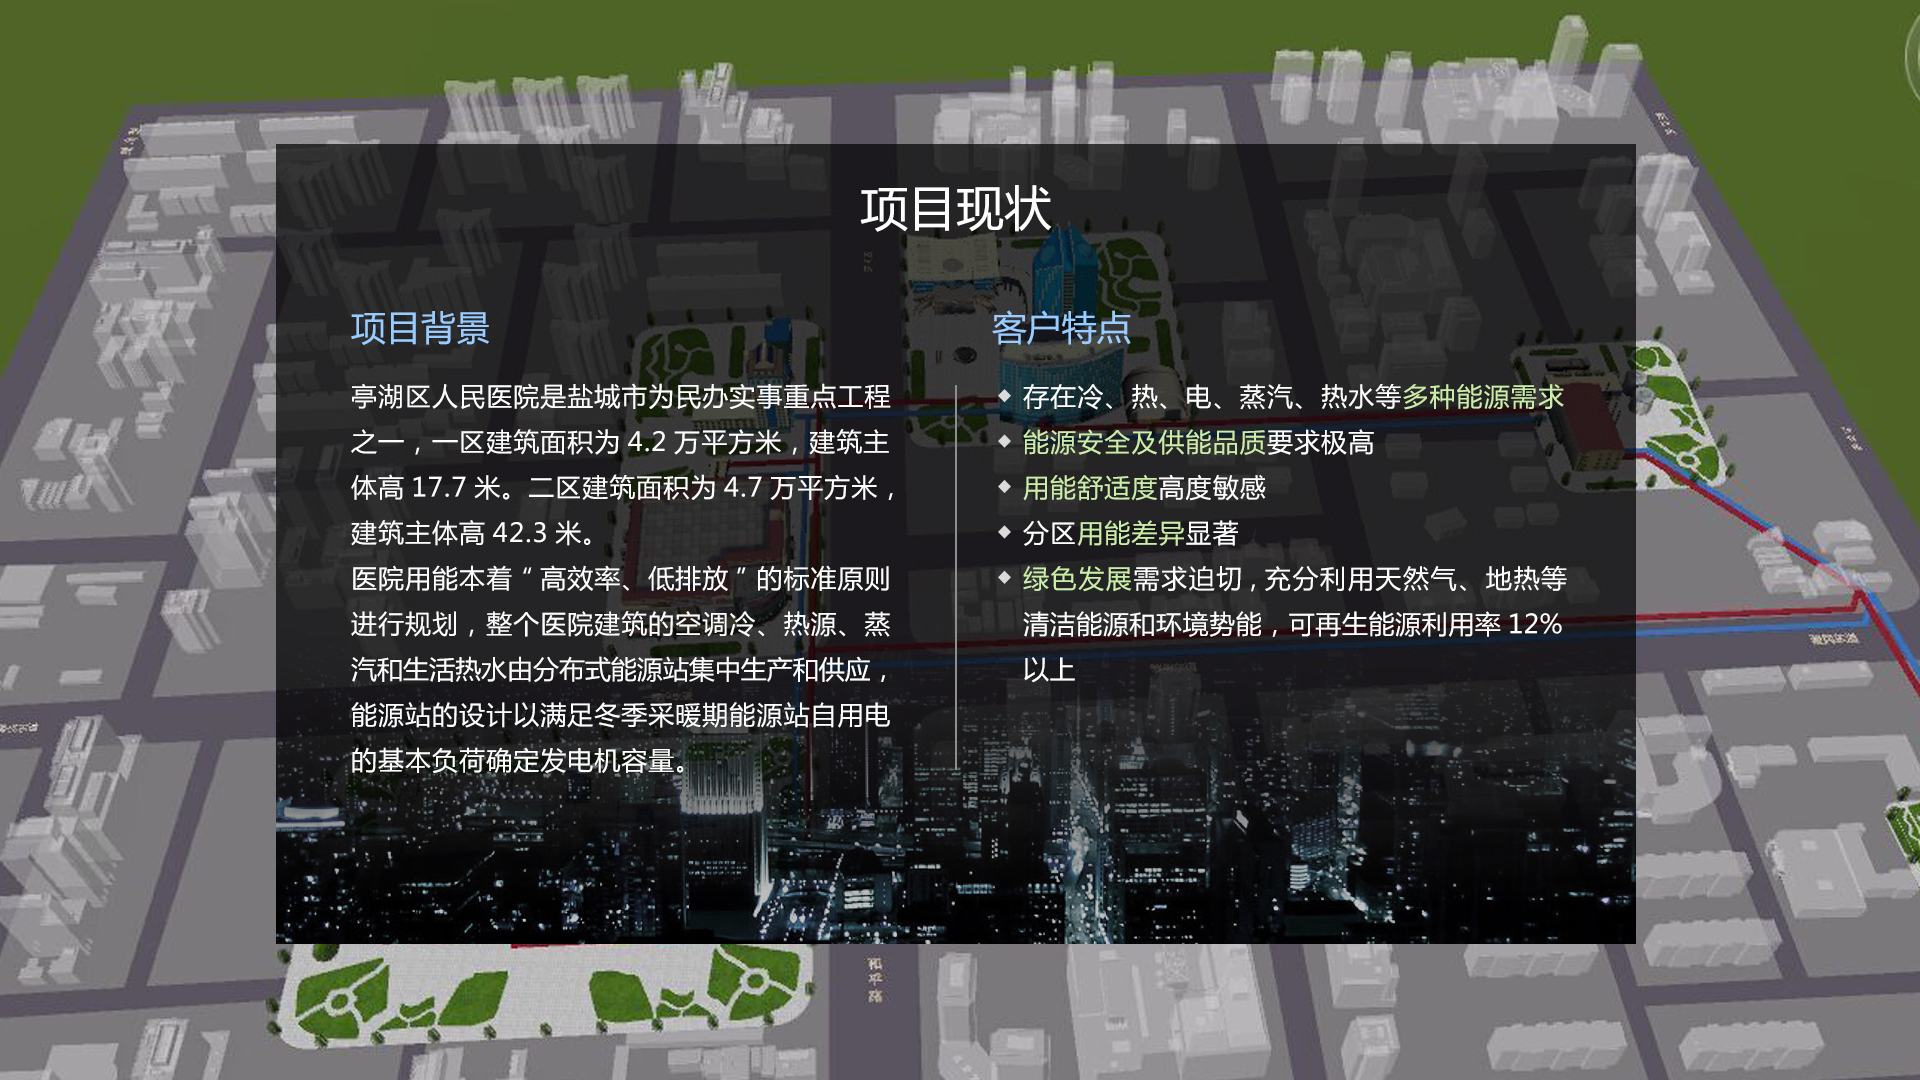 项目现状
项目背景
亭湖区人民医院是盐城市为民办实事重点工程
之一，一区建筑面积为 4.2 万平方米，建筑主
体高 17.7 米。二区建筑面积为 4.7 万平方米，
建筑主体高 42.3 米。
医院用能本着“高效率、低排放”的标准原则
进行规划，整个医院建筑的空调冷、热源、蒸
汽和生活热水由分布式能源站集中生产和供应，
能源站的设计以满足冬季采暖期能源站自用电
的基本负荷确定发电机容量。
客户特点
◆ 存在冷、热、电、蒸汽、热水等多种能源需求
◆ 能源安全及供能品质要求极高
◆ 用能舒适度高度敏感
◆ 分区用能差异显著
◆ 绿色发展需求迫切，充分利用天然气、地热等
清洁能源和环境势能，可再生能源利用率 12%
以上
和平路